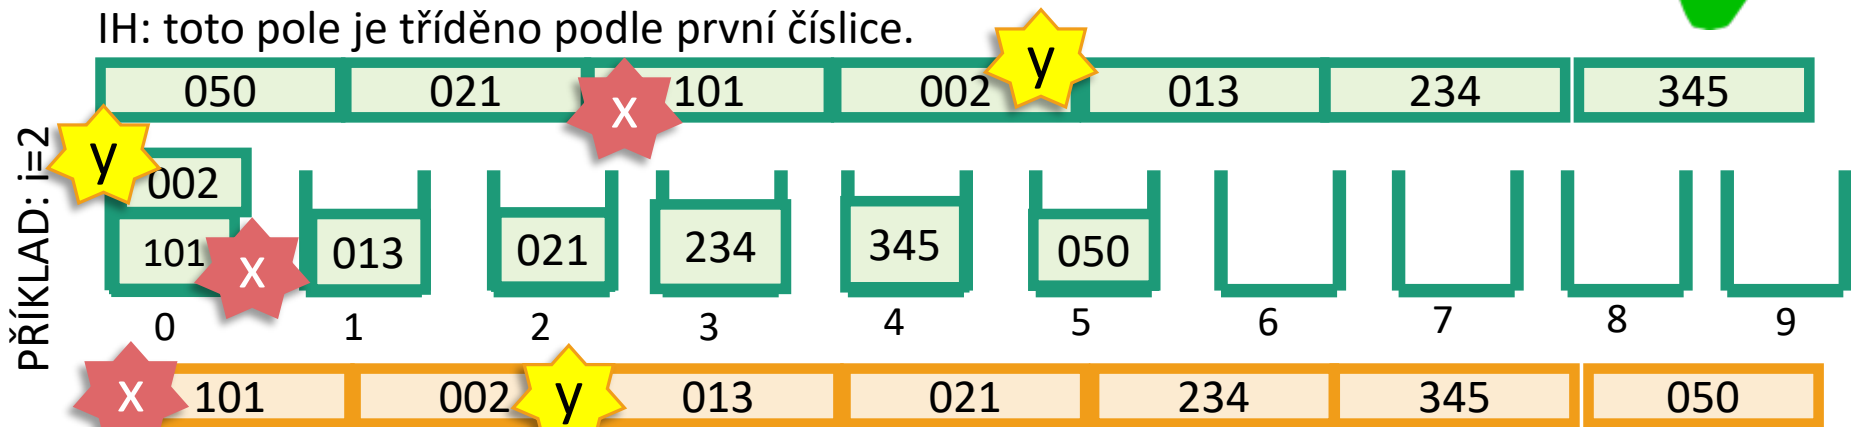 IH: toto pole je tříděno podle první číslice.
y
050 021 101 002 013 234 345
x
PŘÍKLAD: i=2
y
002
101 013 021 234 345 050
x
0 1 2 3 4 5 6 7 8 9
x 101 002 y 013 021 234 345 050